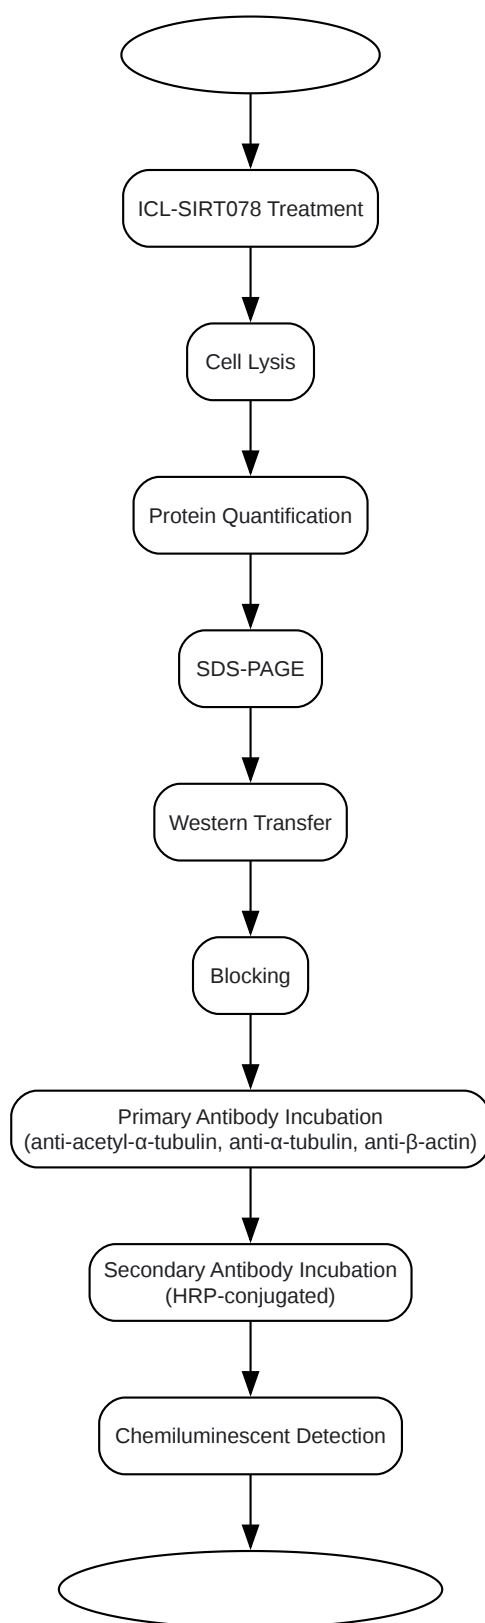 ICL-SIRT078 Treatment
Cell Lysis
Protein Quantification
SDS-PAGE
Western Transfer
Blocking
Primary Antibody Incubation
(anti-acetyl-α-tubulin, anti-α-tubulin, anti-β-actin)
Secondary Antibody Incubation
(HRP-conjugated)
Chemiluminescent Detection